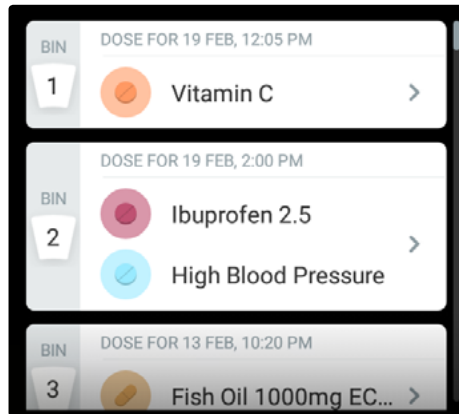 BIN
1
DOSE FOR 19 FEB, 12:05 PM
Vitamin C
BIN
2
DOSE FOR 19 FEB, 2:00 PM
Ibuprofen 2.5
High Blood Pressure
BIN
3
DOSE FOR 13 FEB, 10:20 PM
Fish Oil 1000mg EC...